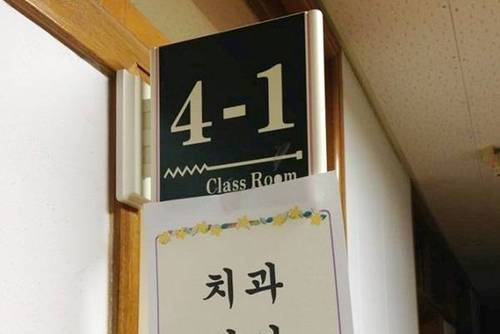 4-1
Class Room
치과